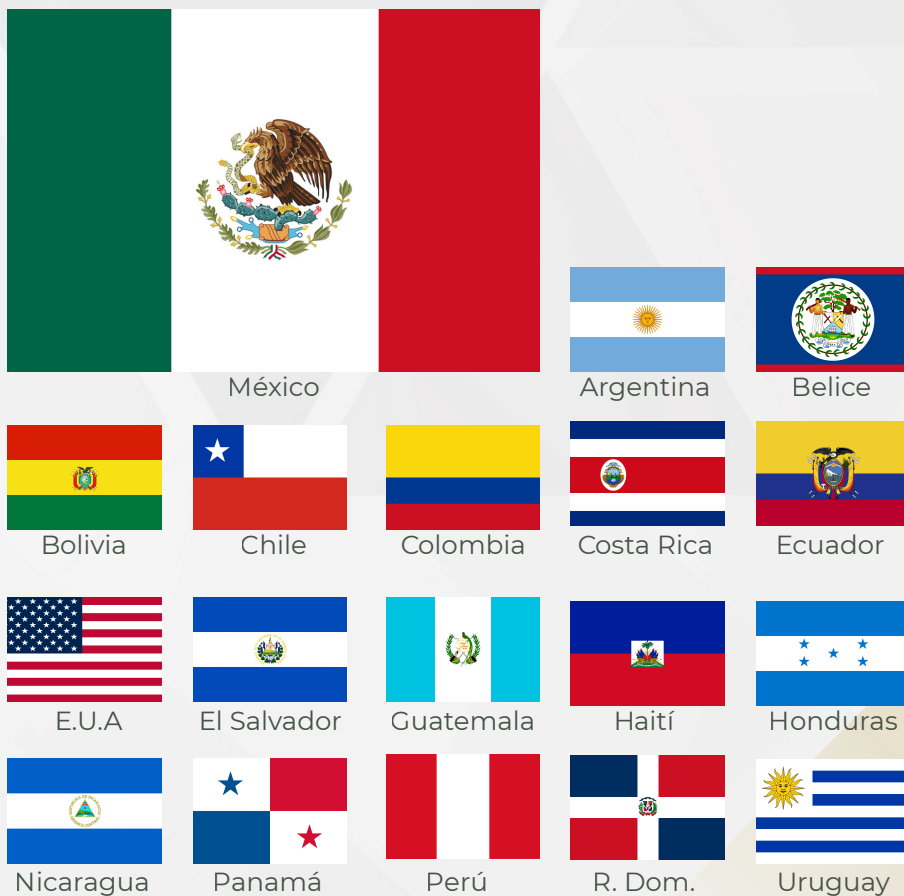 México
Argentina
Belice
Bolivia
Chile
Colombia
Costa Rica
Ecuador
E.U.A
El Salvador
Guatemala
Haití
Honduras
Nicaragua
Panamá
Perú
R. Dom.
Uruguay